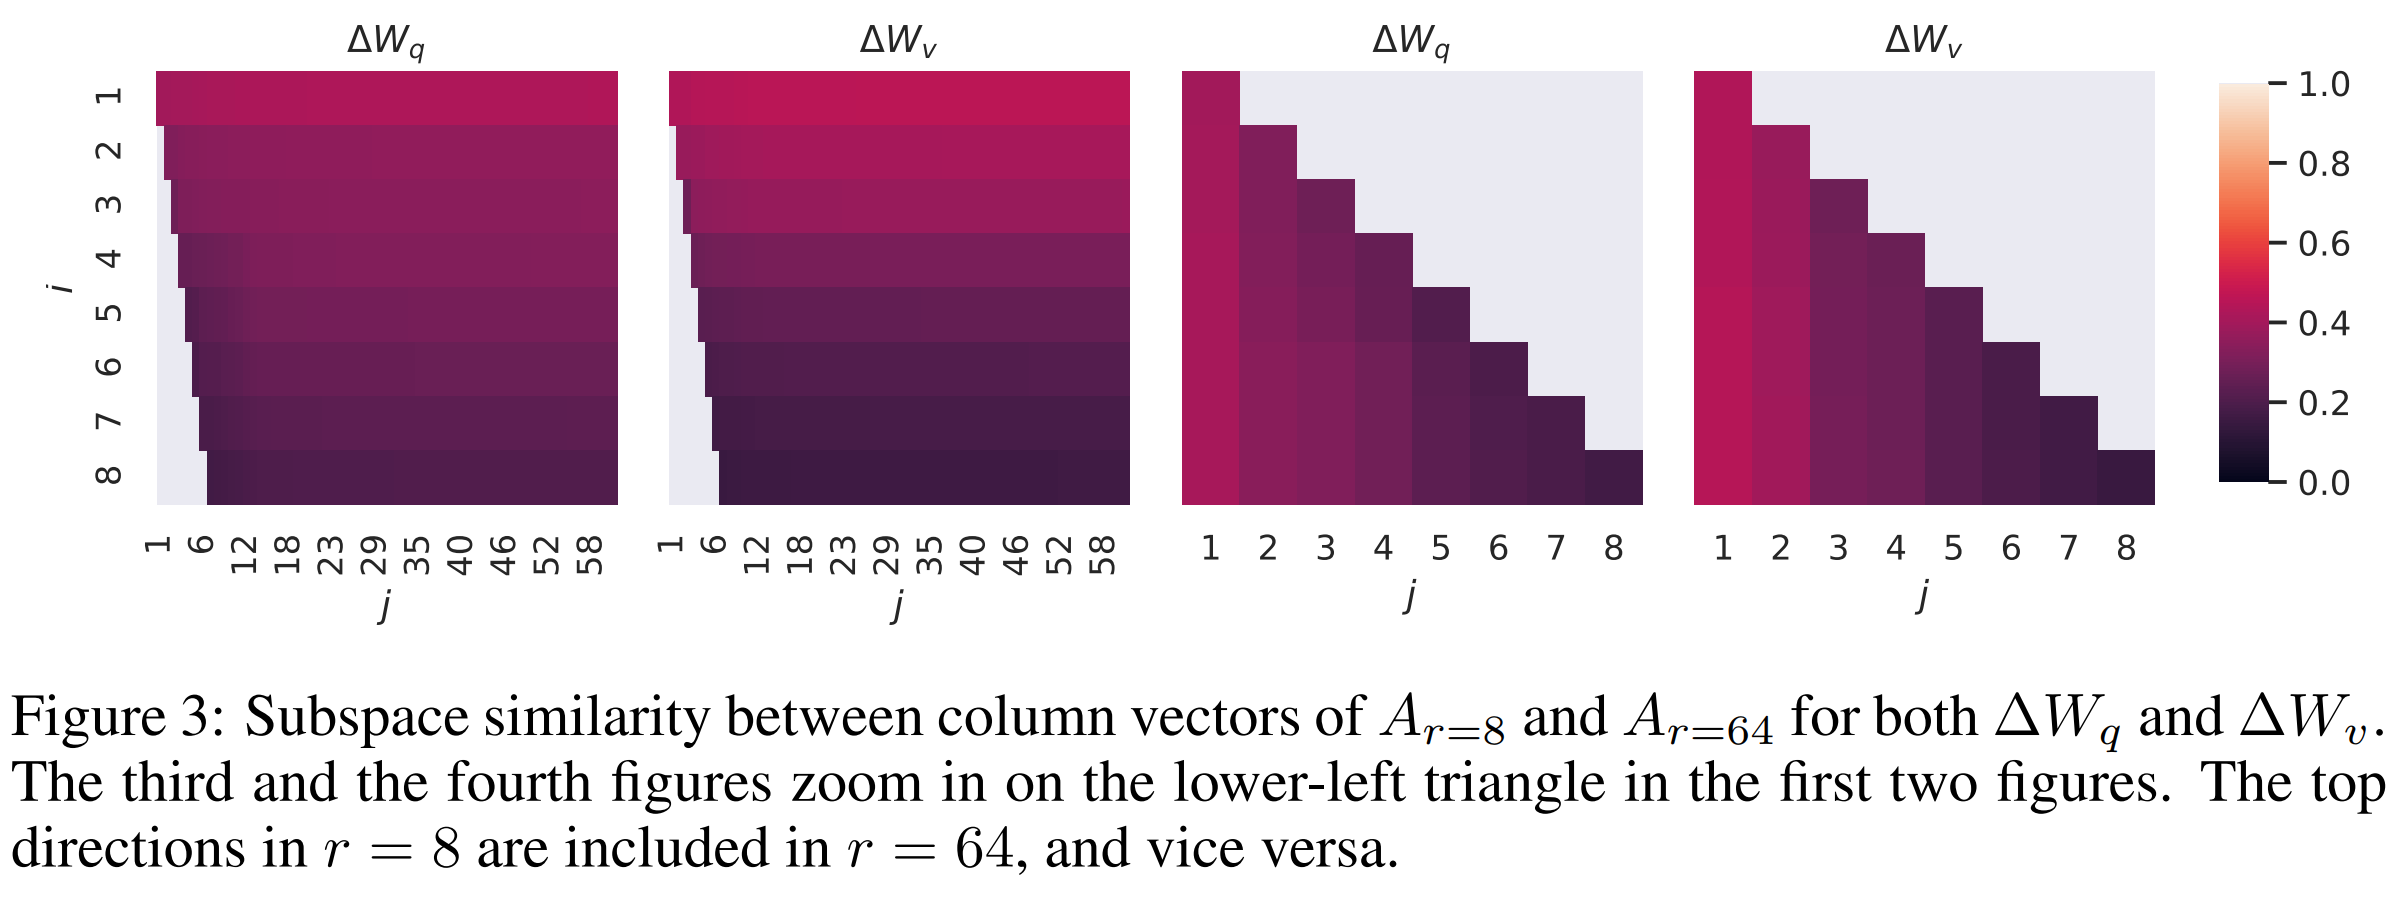 ΔW_q ΔW_v ΔW_q ΔW_v
i
1
2
3
4
5
6
7
8
1 6 12 18 23 29 35 40 46 52 58
j
1 6 12 18 23 29 35 40 46 52 58
j
1 2 3 4 5 6 7 8
j
1 2 3 4 5 6 7 8
j
1.0
0.8
0.6
0.4
0.2
0.0
Figure 3: Subspace similarity between column vectors of A_{r=8} and A_{r=64} for both ΔW_q and ΔW_v.
The third and the fourth figures zoom in on the lower-left triangle in the first two figures. The top
directions in r = 8 are included in r = 64, and vice versa.